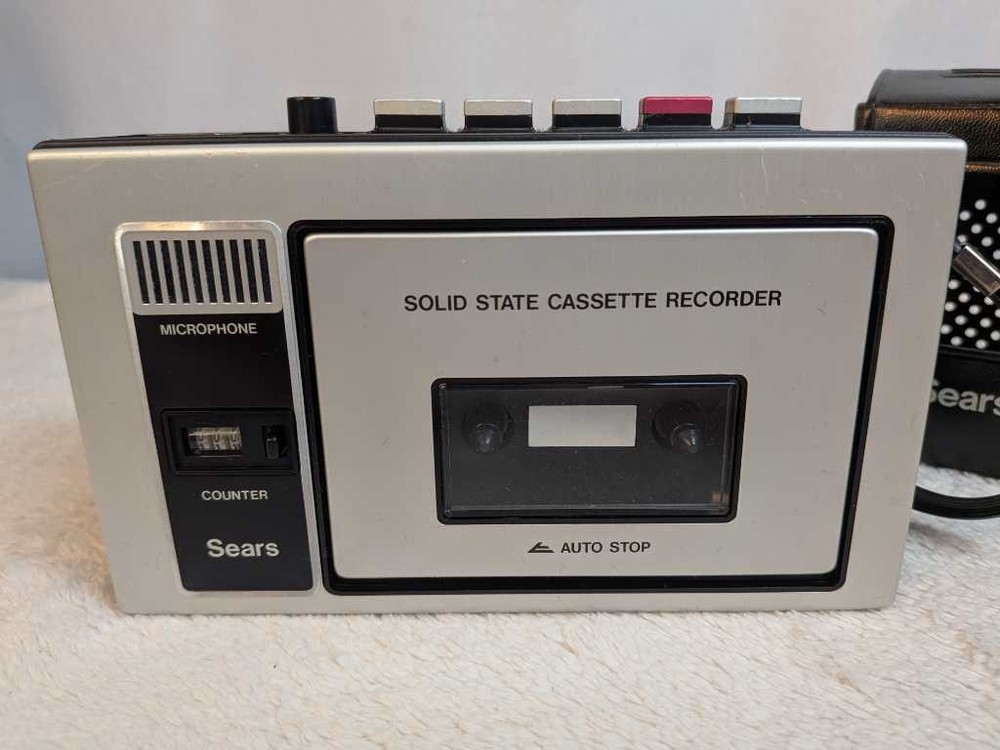 SOLID STATE CASSETTE RECORDER
MICROPHONE
COUNTER
Sears
AUTO STOP
Sears